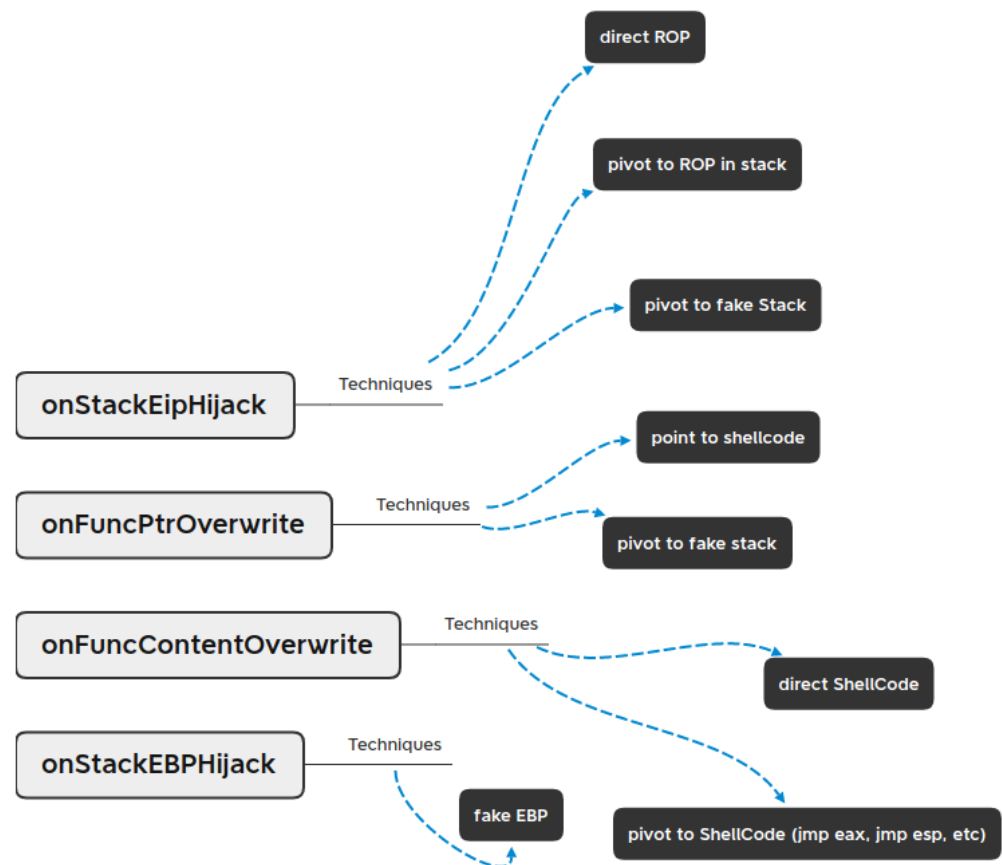 direct ROP
pivot to ROP in stack
pivot to fake Stack
Techniques
onStackEipHijack
point to shellcode
Techniques
onFuncPtrOverwrite
pivot to fake stack
Techniques
onFuncContentOverwrite
direct ShellCode
Techniques
onStackEBPHijack
fake EBP
pivot to ShellCode (jmp eax, jmp esp, etc)